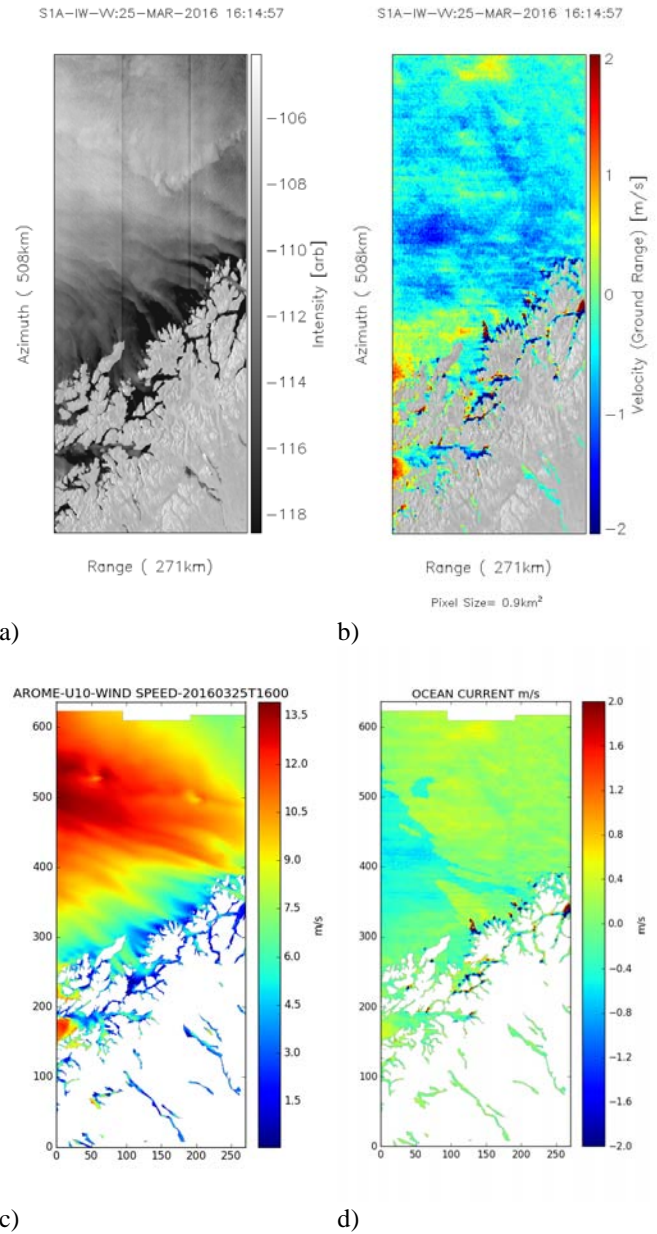 S1A-IW-VV:25-MAR-2016 16:14:57
-106
-108
-110
-112
-114
-116
-118
Intensity [arb]
Azimuth ( 508km)
Range ( 271km)
a)
S1A-IW-VV:25-MAR-2016 16:14:57
2
1
0
-1
-2
Velocity (Ground Range) [m/s]
Azimuth ( 508km)
Range ( 271km)
Pixel Size= 0.9km²
b)
AROME-U10-WIND SPEED-20160325T1600
600
500
400
300
200
100
0
0 50 100 150 200 250
13.5
12.0
10.5
9.0
7.5
6.0
4.5
3.0
1.5
m/s
c)
OCEAN CURRENT m/s
600
500
400
300
200
100
0
0 50 100 150 200 250
2.0
1.6
1.2
0.8
0.4
0.0
-0.4
-0.8
-1.2
-1.6
-2.0
m/s
d)